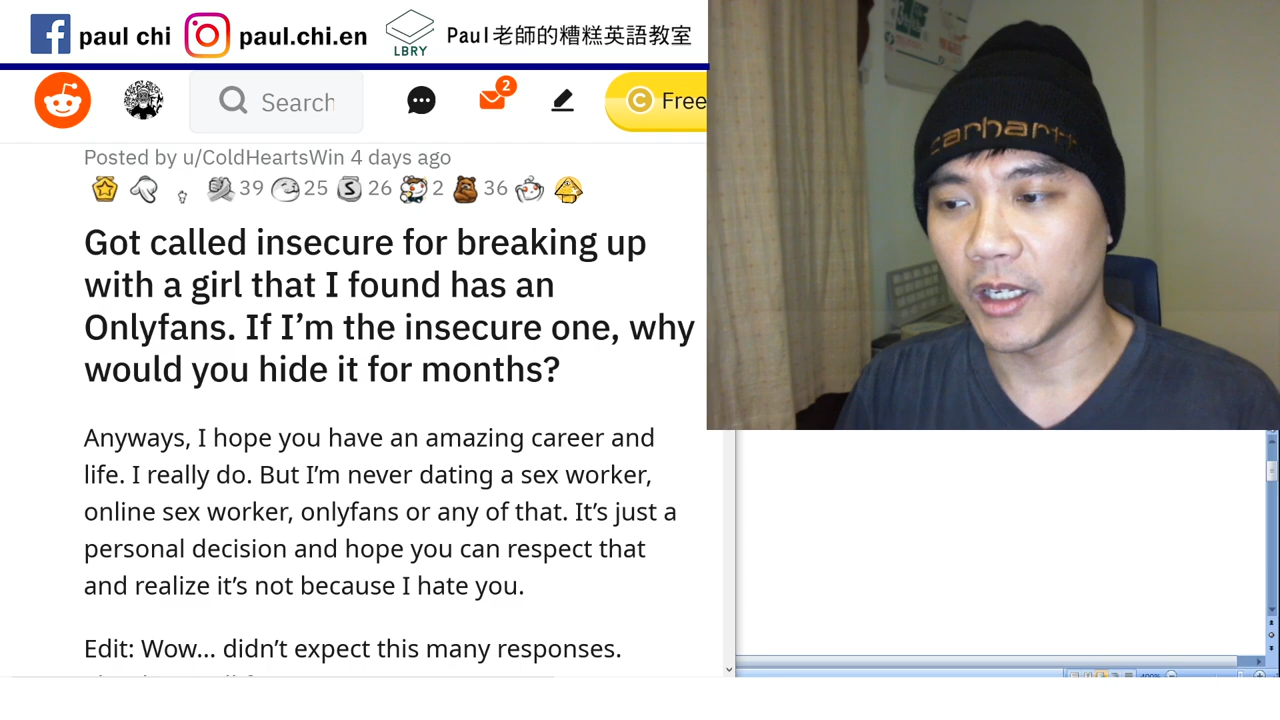 paul chi paul.chi.en LBRY Paul老師的糟糕英語教室
Search 2 Free
carhartt
Posted by u/ColdHeartsWin 4 days ago
39 25 S 26 2 36
Got called insecure for breaking up
with a girl that I found has an
Onlyfans. If I’m the insecure one, why
would you hide it for months?
Anyways, I hope you have an amazing career and
life. I really do. But I’m never dating a sex worker,
online sex worker, onlyfans or any of that. It’s just a
personal decision and hope you can respect that
and realize it’s not because I hate you.
Edit: Wow... didn’t expect this many responses.